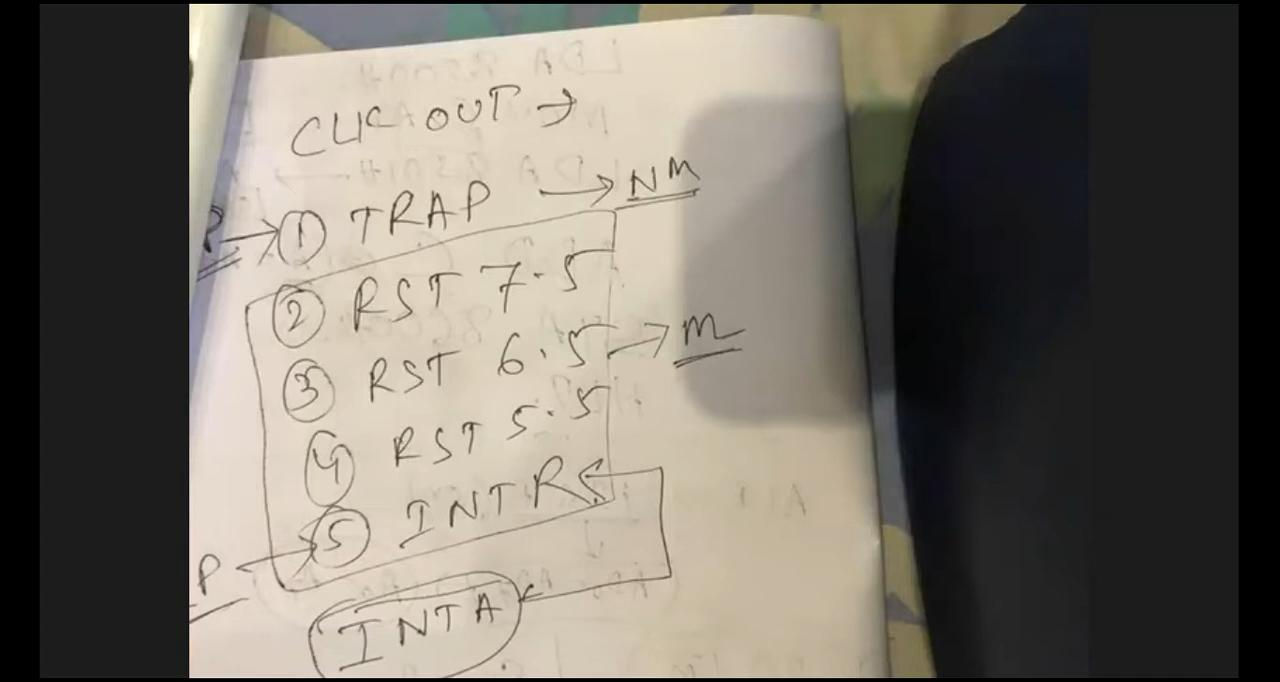 CLK OUT →
① TRAP → NM
② RST 7.5
③ RST 6.5 → M
④ RST 5.5
⑤ INTR
P
INTA